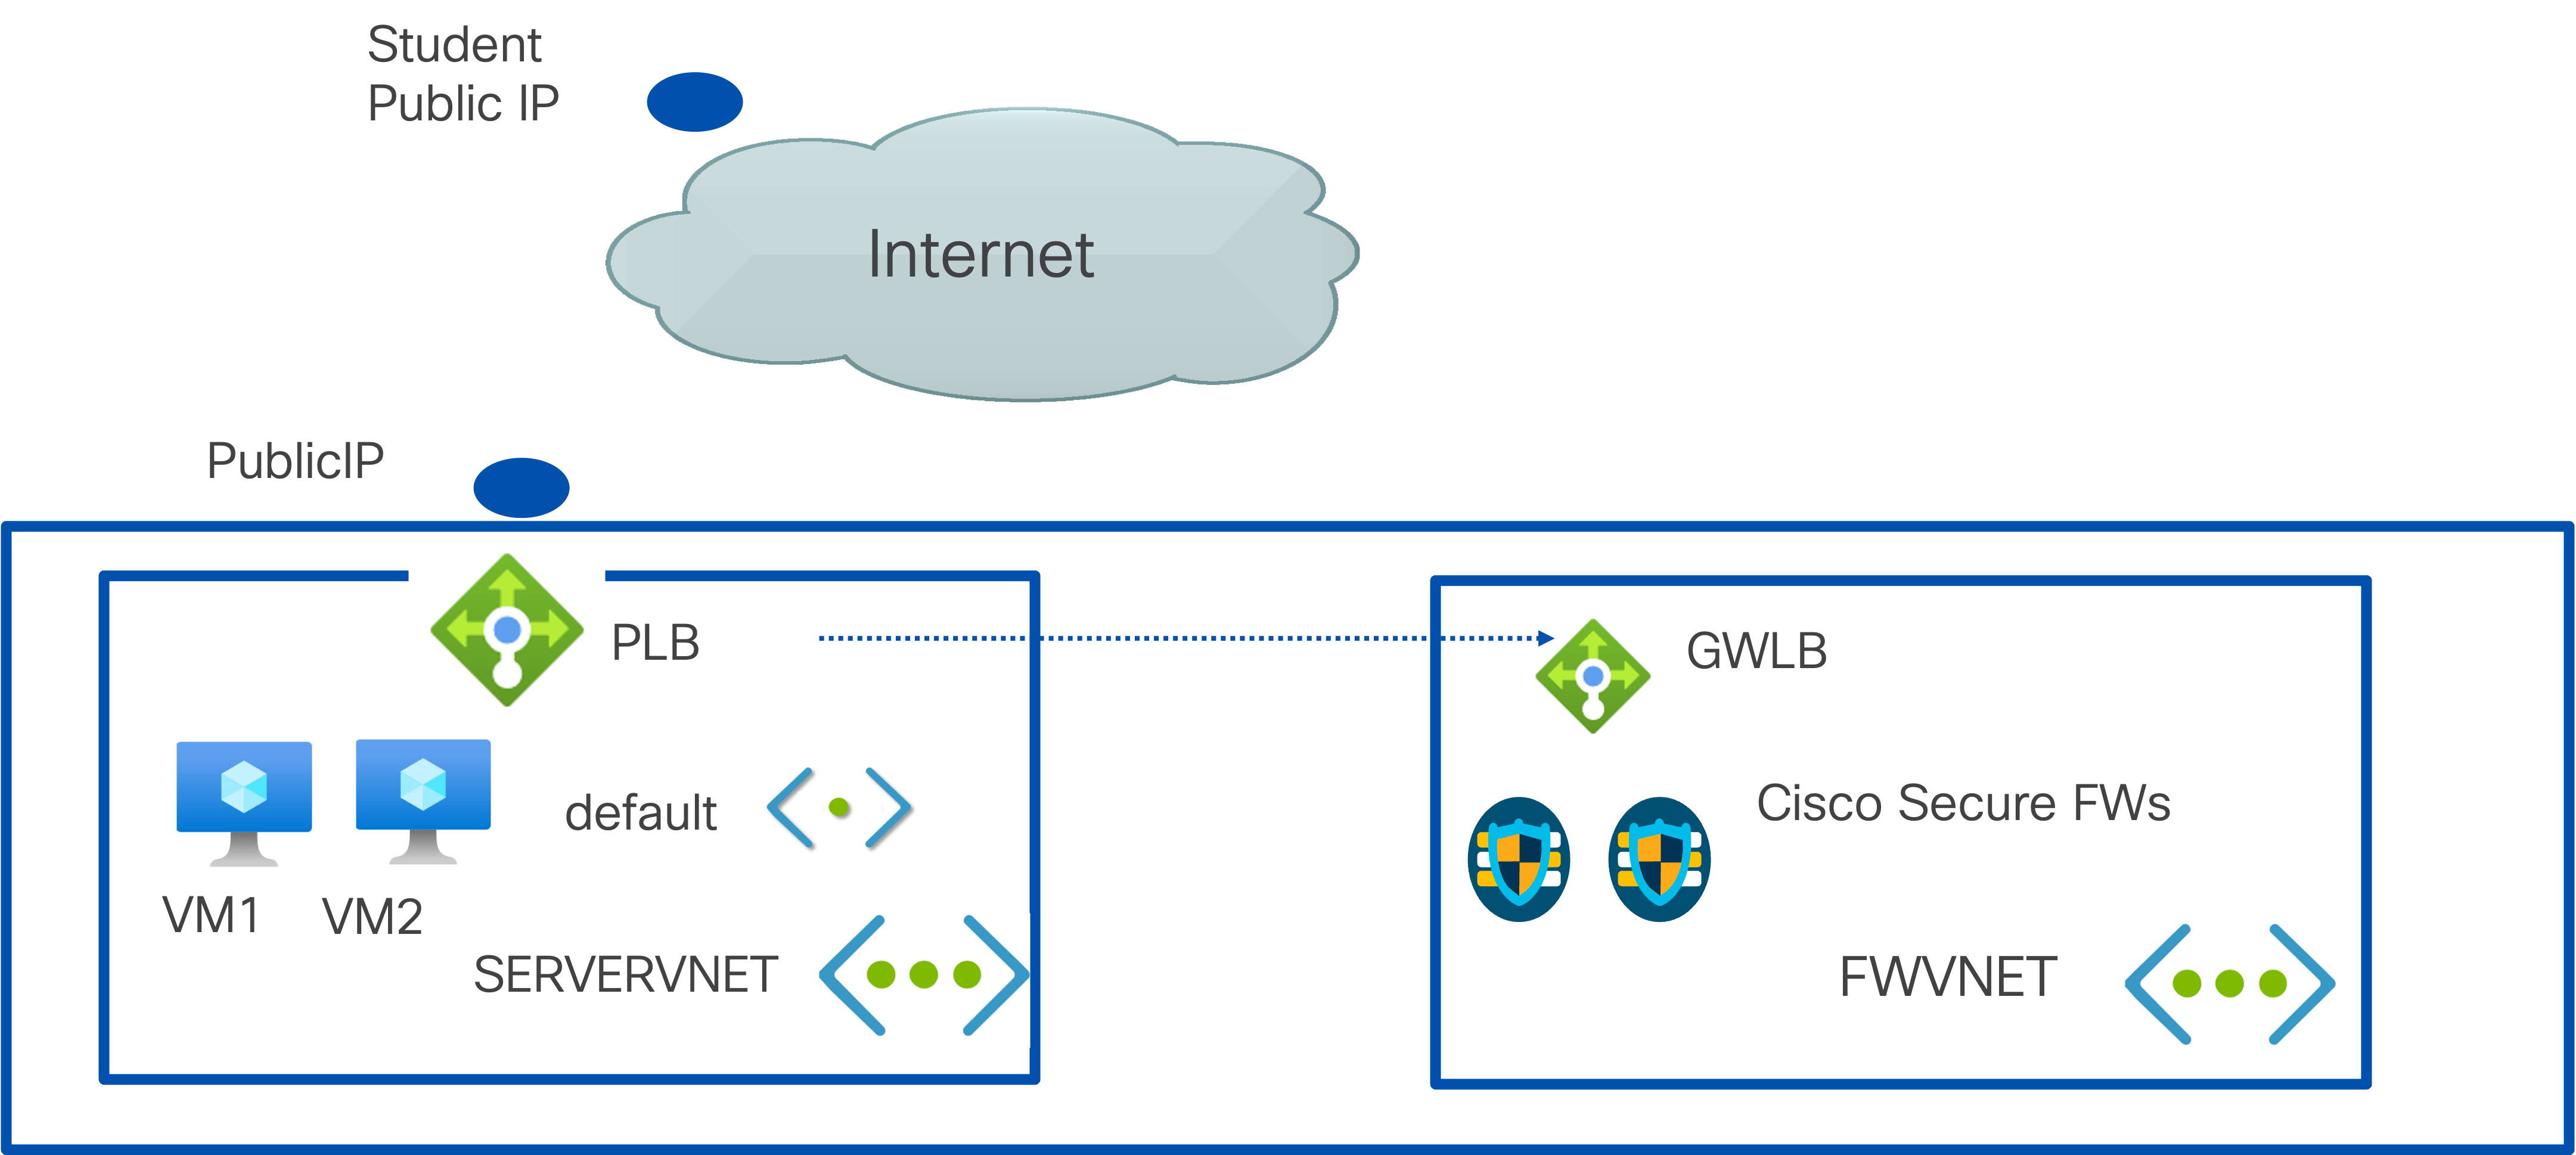 Student
Public IP
Internet
PublicIP
PLB
GWLB
default
Cisco Secure FWs
VM1
VM2
SERVERVNET
FWVNET